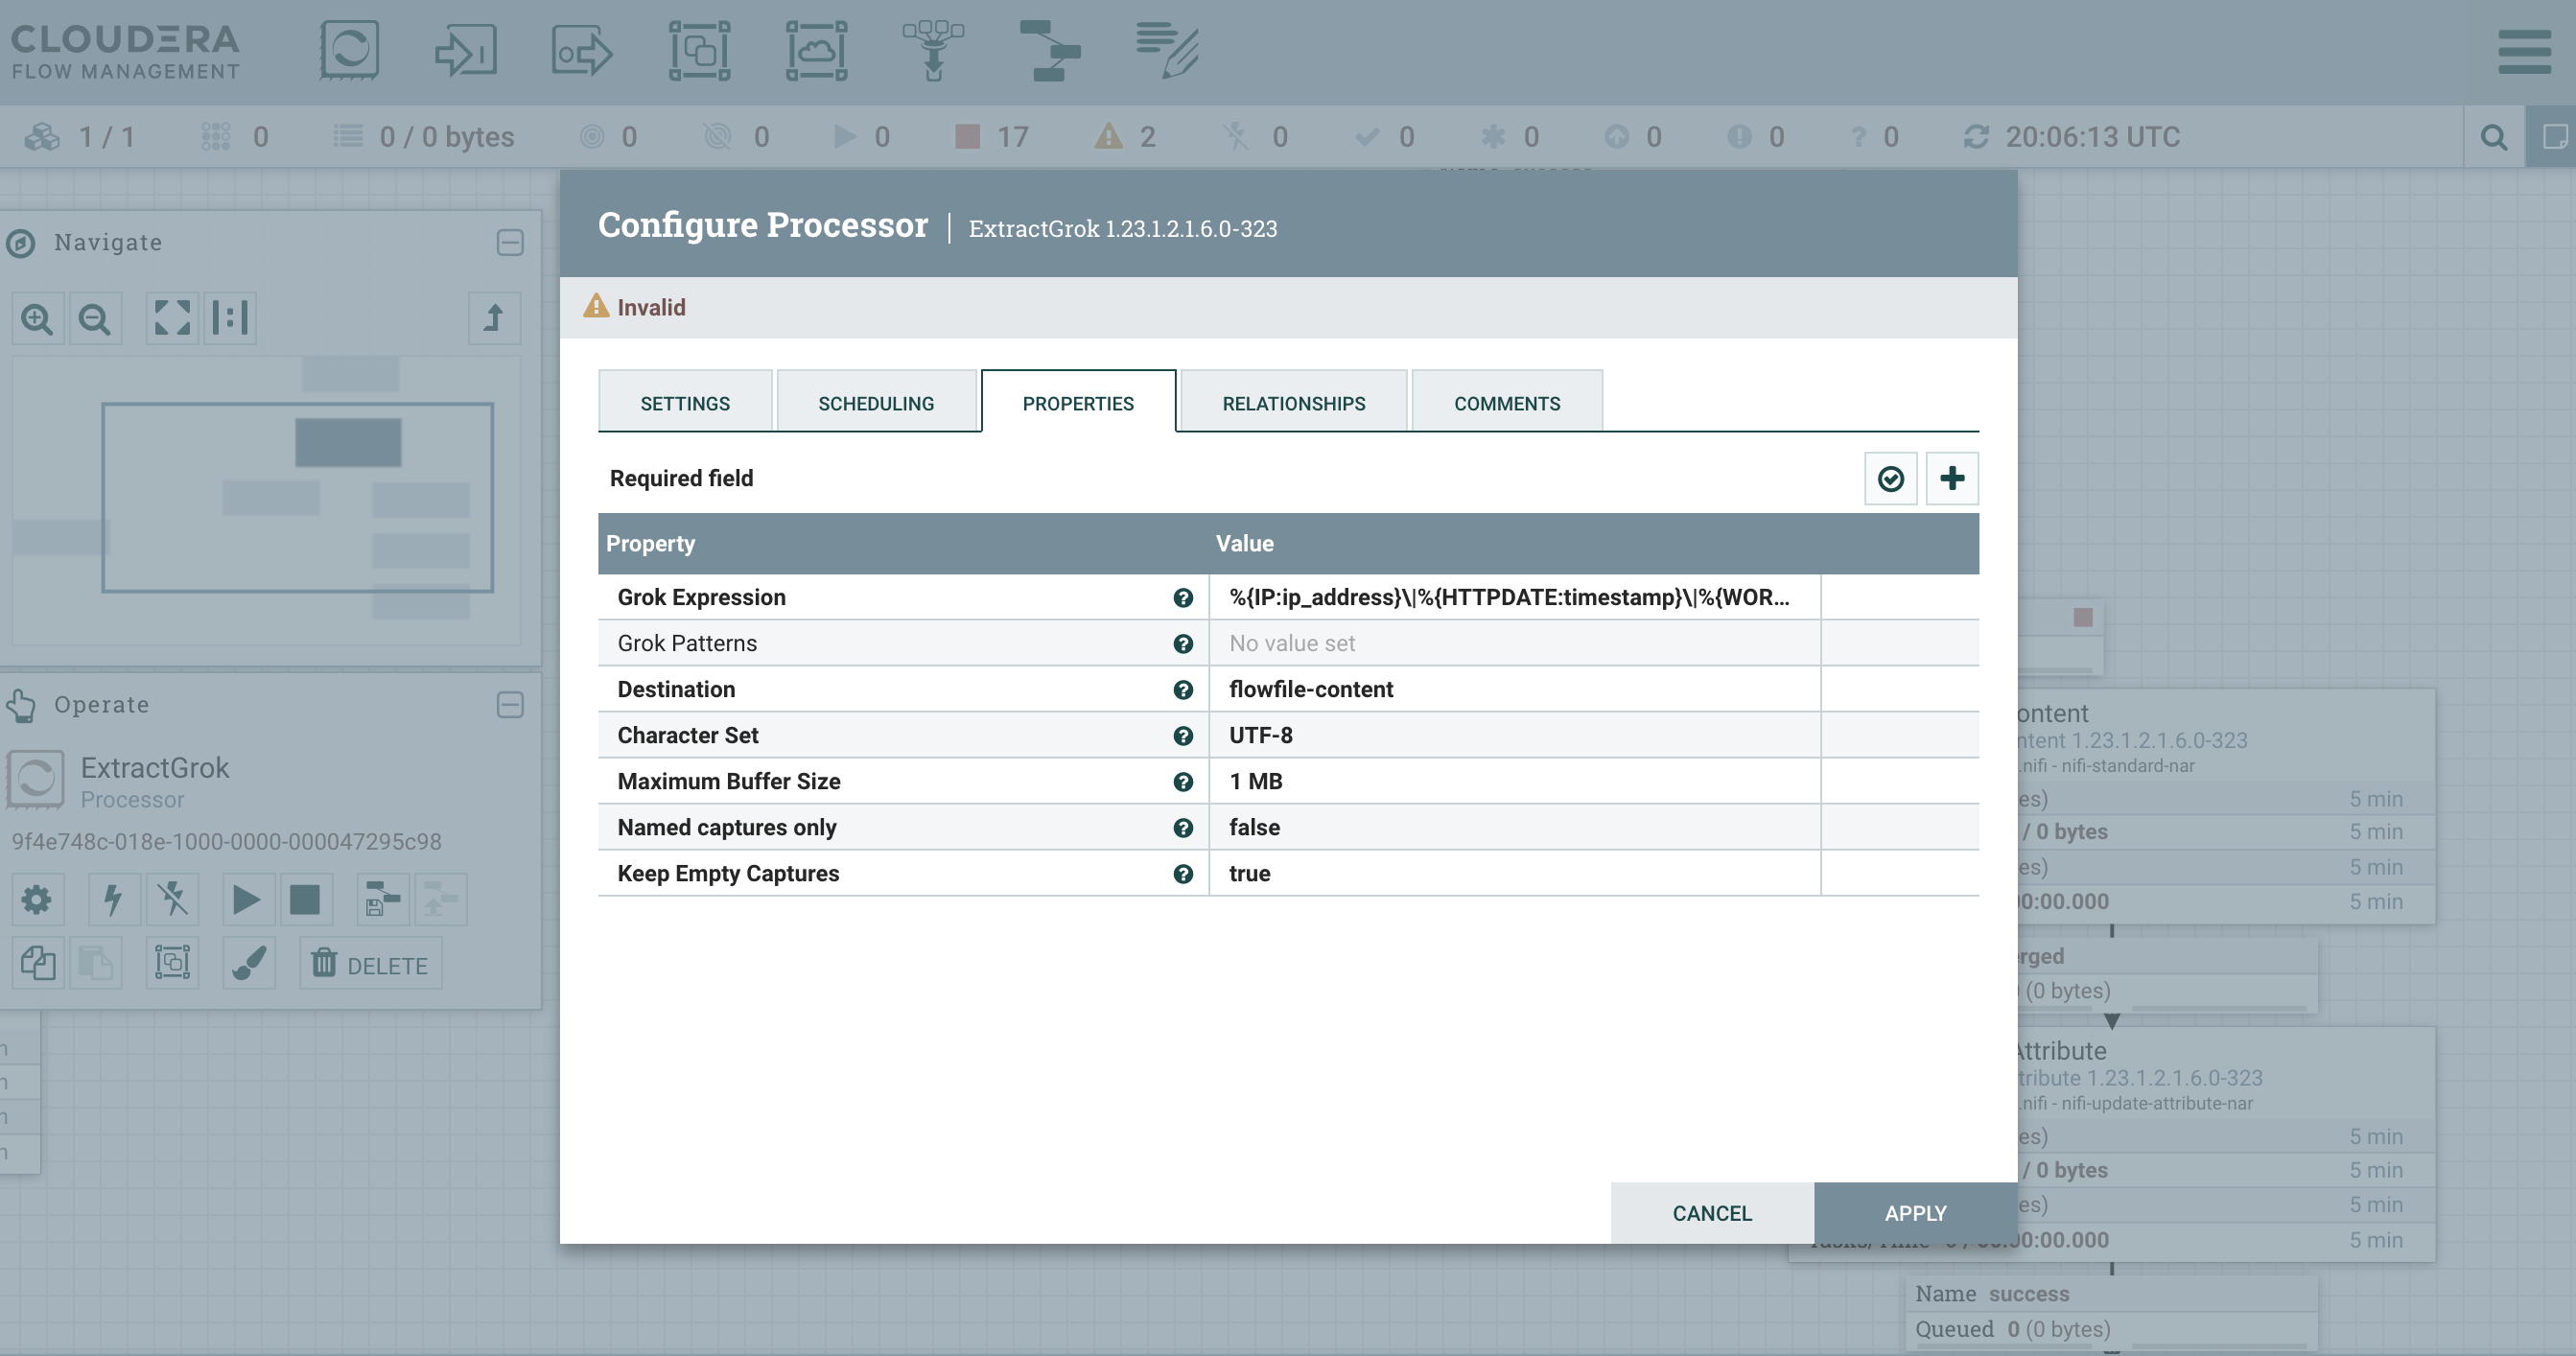 CLOUDERA
FLOW MANAGEMENT
1 / 1
0
0 / 0 bytes
0
0
0
17
2
0
0
0
0
0
0
20:06:13 UTC
Navigate
Operate
ExtractGrok
Processor
9f4e748c-018e-1000-0000-000047295c98
DELETE
Configure Processor | ExtractGrok 1.23.1.2.1.6.0-323
Invalid
SETTINGS
SCHEDULING
PROPERTIES
RELATIONSHIPS
COMMENTS
Required field
Property Value
Grok Expression %{IP:ip_address}\|%{HTTPDATE:timestamp}\|%{WOR...
Grok Patterns No value set
Destination flowfile-content
Character Set UTF-8
Maximum Buffer Size 1 MB
Named captures only false
Keep Empty Captures true
CANCEL
APPLY
ontent
ntent 1.23.1.2.1.6.0-323
.nifi - nifi-standard-nar
es) 5 min
/ 0 bytes 5 min
es) 5 min
00:00.000 5 min
erged
(0 bytes)
Attribute
tribute 1.23.1.2.1.6.0-323
.nifi - nifi-update-attribute-nar
es) 5 min
/ 0 bytes 5 min
es) 5 min
00:00.000 5 min
Name success
Queued 0 (0 bytes)